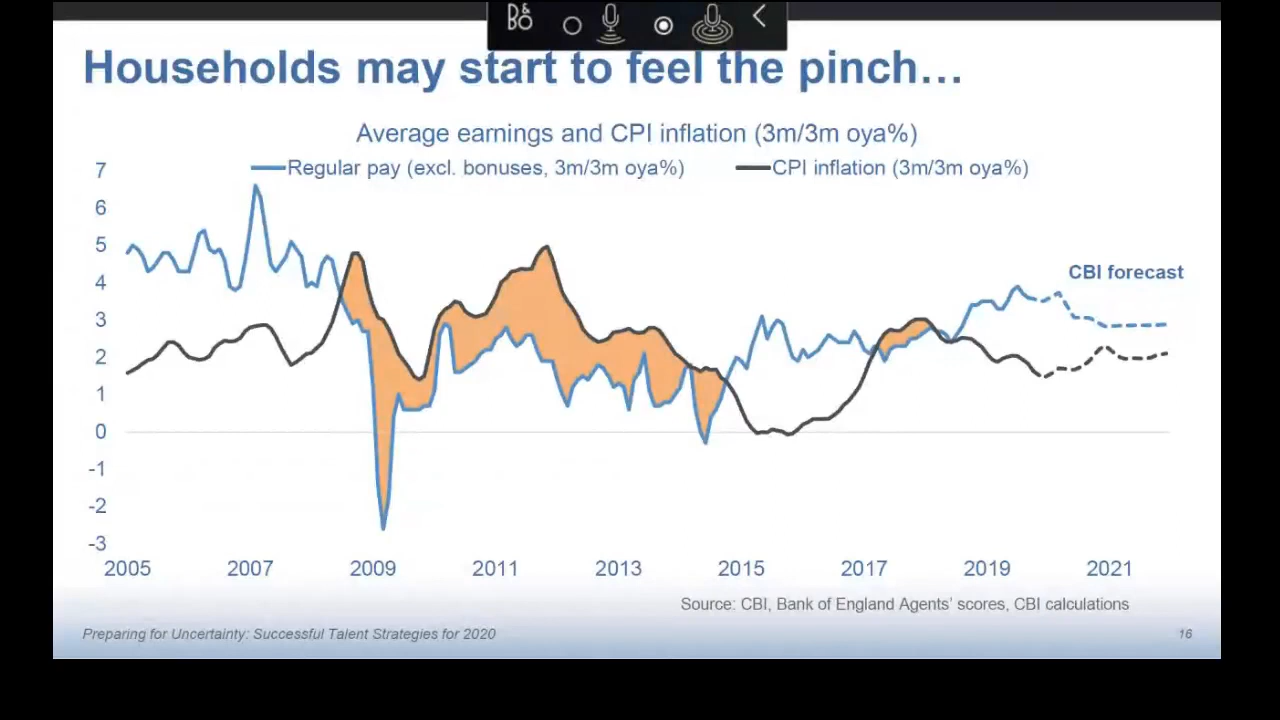 B&O
Households may start to feel the pinch…
Average earnings and CPI inflation (3m/3m oya%)
Regular pay (excl. bonuses, 3m/3m oya%) CPI inflation (3m/3m oya%)
7
6
5
4
3
2
1
0
-1
-2
-3
CBI forecast
2005 2007 2009 2011 2013 2015 2017 2019 2021
Source: CBI, Bank of England Agents' scores, CBI calculations
Preparing for Uncertainty: Successful Talent Strategies for 2020 16